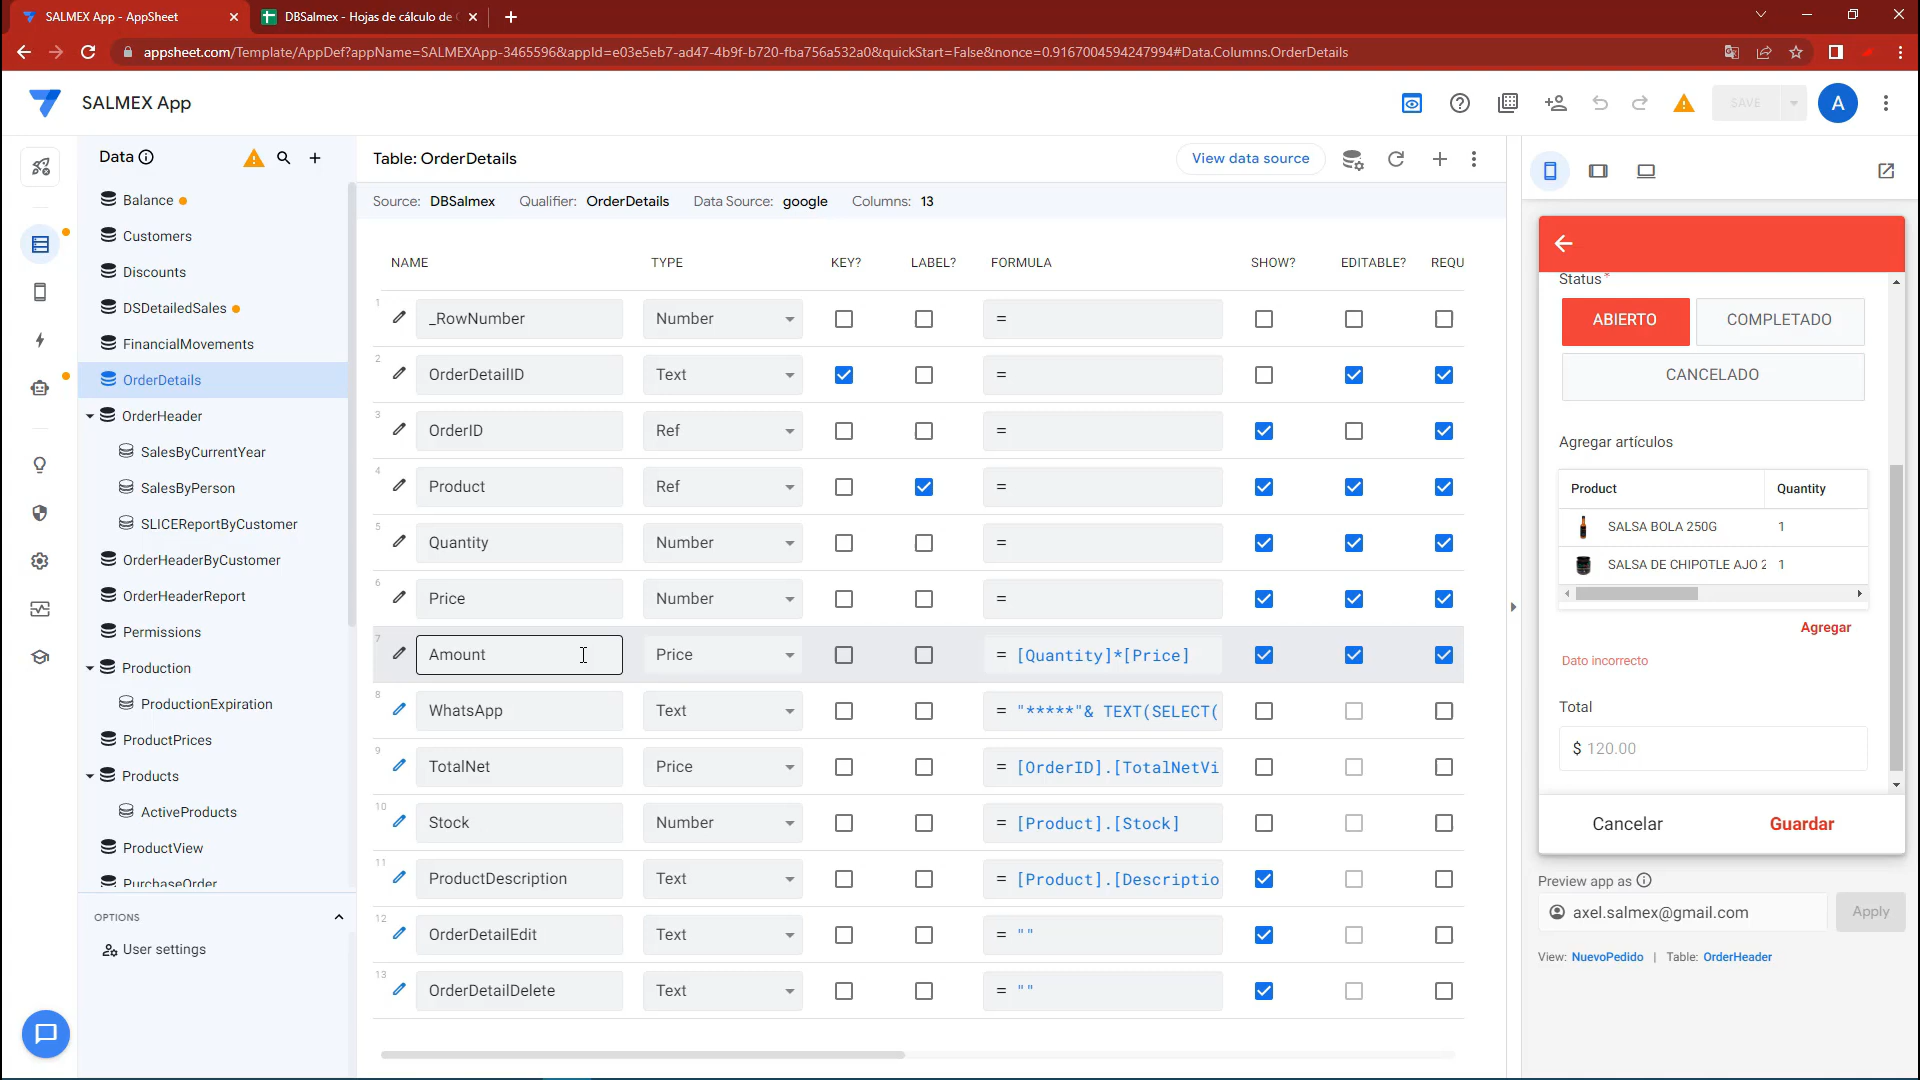 SALMEX App - AppSheet
DBSalmex - Hojas de cálculo de
appsheet.com/Template/AppDef?appName=SALMEXApp-3465596&appId=e03e5eb7-ad47-4b9f-b720-fba756a532a0&quickStart=False&nonce=0.9167004594247994#Data.Columns.OrderDetails
SALMEX App
SAVE
A
Data
Balance
Customers
Discounts
DSDetailedSales
FinancialMovements
OrderDetails
OrderHeader
SalesByCurrentYear
SalesByPerson
SLICEReportByCustomer
OrderHeaderByCustomer
OrderHeaderReport
Permissions
Production
ProductionExpiration
ProductPrices
Products
ActiveProducts
ProductView
PurchaseOrder
OPTIONS
User settings
Table: OrderDetails
View data source
Source: DBSalmex Qualifier: OrderDetails Data Source: google Columns: 13
NAME TYPE KEY? LABEL? FORMULA SHOW? EDITABLE? REQU
1 _RowNumber Number =
2 OrderDetailID Text =
3 OrderID Ref =
4 Product Ref =
5 Quantity Number =
6 Price Number =
7 Amount Price = [Quantity]*[Price]
8 WhatsApp Text = "*****"& TEXT(SELECT(
9 TotalNet Price = [OrderID].[TotalNetVi
10 Stock Number = [Product].[Stock]
11 ProductDescription Text = [Product].[Descriptio
12 OrderDetailEdit Text = ""
13 OrderDetailDelete Text = ""
Status*
ABIERTO COMPLETADO
CANCELADO
Agregar artículos
Product Quantity
SALSA BOLA 250G 1
SALSA DE CHIPOTLE AJO 2 1
Agregar
Dato incorrecto
Total
$ 120.00
Cancelar Guardar
Preview app as
axel.salmex@gmail.com Apply
View: NuevoPedido | Table: OrderHeader